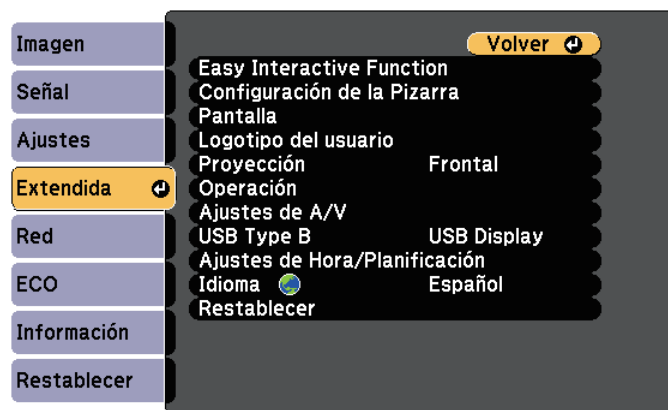 Imagen
Señal
Ajustes
Extendida
Red
ECO
Información
Restablecer
Volver
Easy Interactive Function
Configuración de la Pizarra
Pantalla
Logotipo del usuario
Proyección Frontal
Operación
Ajustes de A/V
USB Type B USB Display
Ajustes de Hora/Planificación
Idioma Español
Restablecer